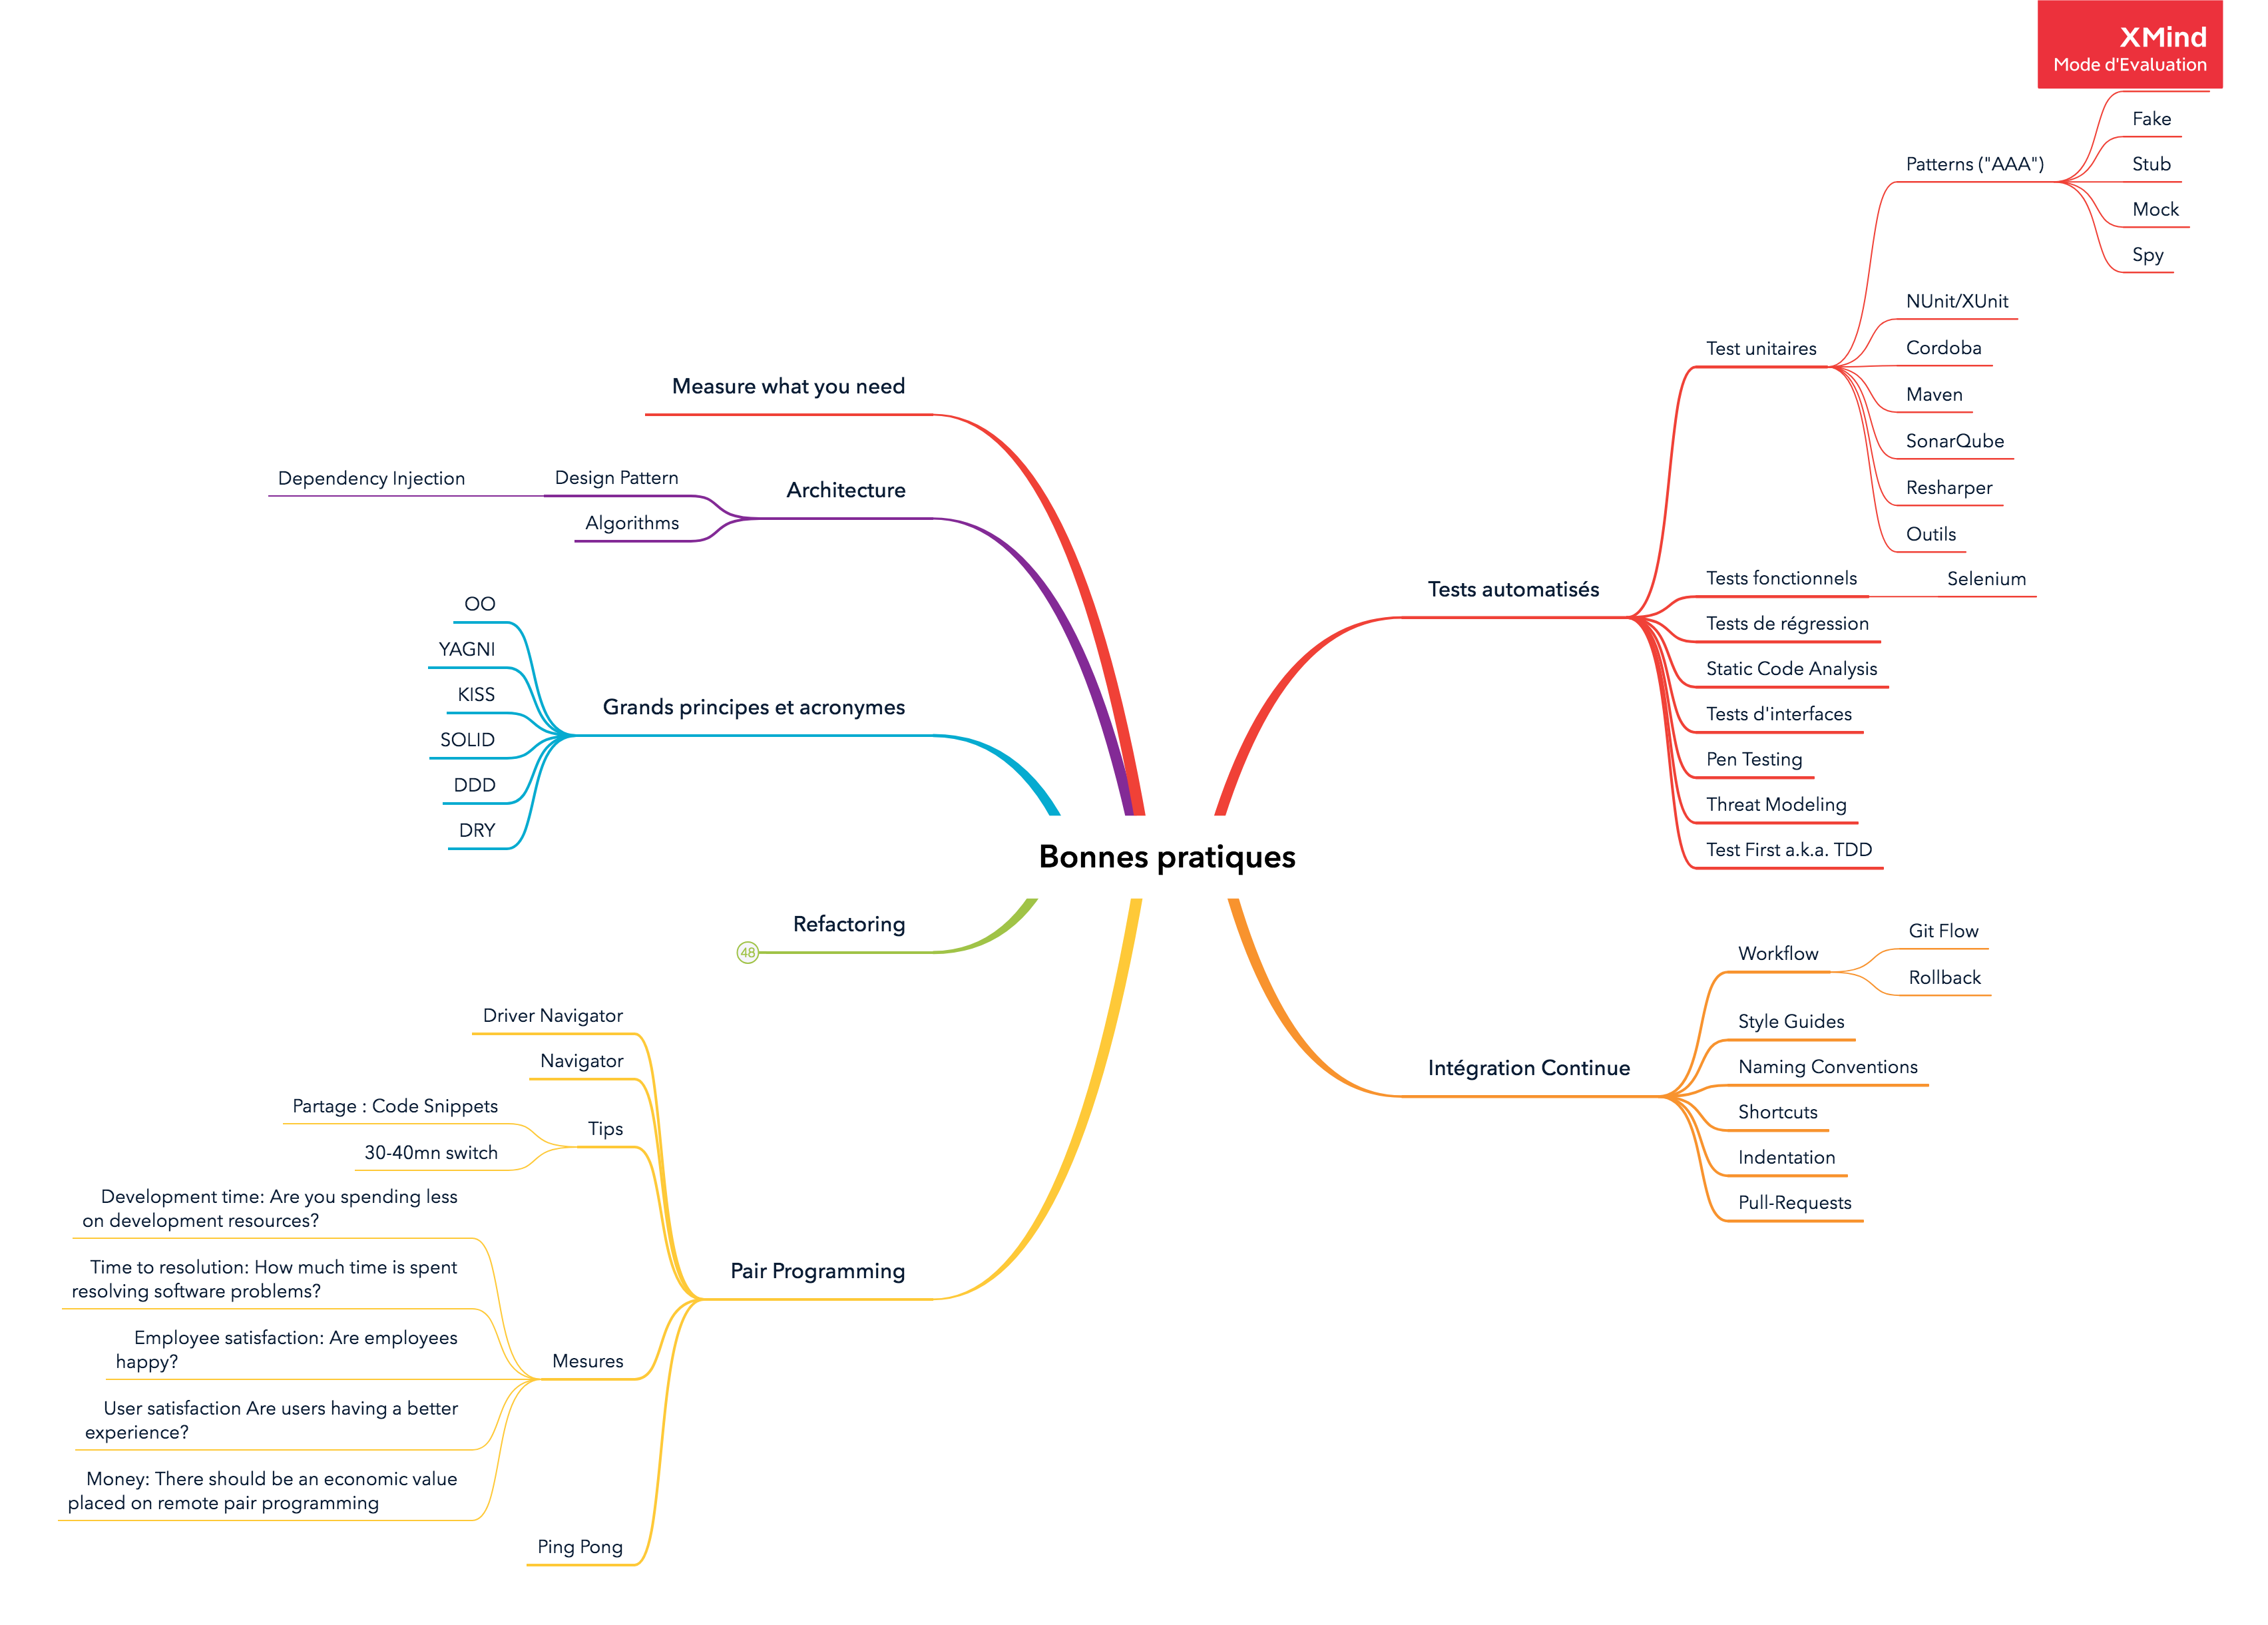 XMind
Mode d'Evaluation
Fake
Patterns ("AAA")
Stub
Mock
Spy
NUnit/XUnit
Test unitaires
Cordoba
Maven
SonarQube
Resharper
Outils
Tests automatisés
Tests fonctionnels
Selenium
Tests de régression
Static Code Analysis
Tests d'interfaces
Pen Testing
Threat Modeling
Test First a.k.a. TDD
Measure what you need
Architecture
Design Pattern
Dependency Injection
Algorithms
Grands principes et acronymes
OO
YAGNI
KISS
SOLID
DDD
DRY
Bonnes pratiques
Refactoring
48
Intégration Continue
Workflow
Git Flow
Rollback
Style Guides
Naming Conventions
Shortcuts
Indentation
Pull-Requests
Pair Programming
Driver Navigator
Navigator
Tips
Partage : Code Snippets
30-40mn switch
Mesures
Development time: Are you spending less
on development resources?
Time to resolution: How much time is spent
resolving software problems?
Employee satisfaction: Are employees
happy?
User satisfaction Are users having a better
experience?
Money: There should be an economic value
placed on remote pair programming
Ping Pong